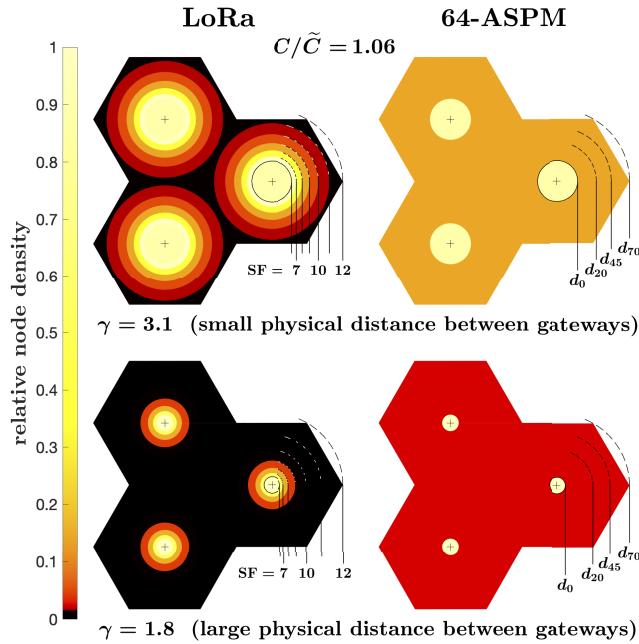 LoRa 64-ASPM
C/C̃ = 1.06
relative node density
1
0.9
0.8
0.7
0.6
0.5
0.4
0.3
0.2
0.1
0
SF = 7 10 12
d₀ d₂₀ d₄₅ d₇₀
γ = 3.1 (small physical distance between gateways)
SF = 7 10 12
d₀ d₂₀ d₄₅ d₇₀
γ = 1.8 (large physical distance between gateways)